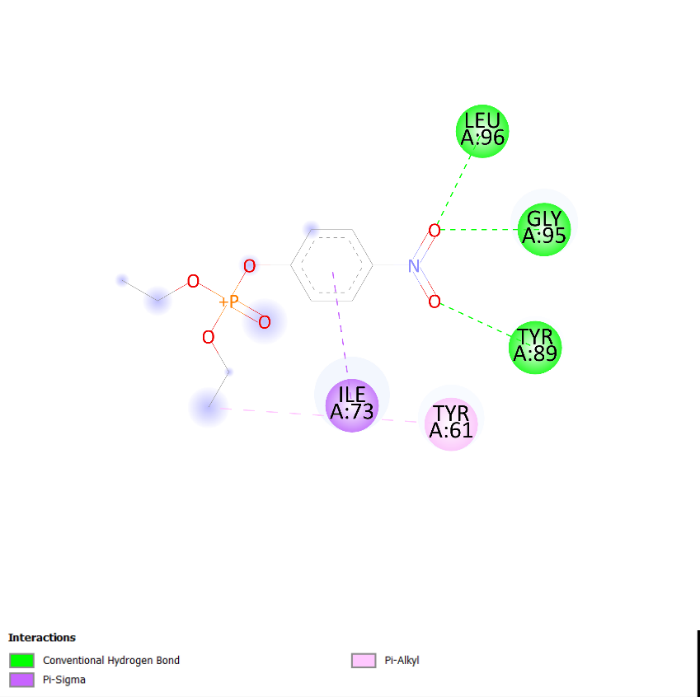 LEU
A:96
O
GLY
A:95
O
N
O
O
+P
O
O
TYR
A:89
O
ILE
A:73
TYR
A:61
Interactions
Conventional Hydrogen Bond
Pi-Alkyl
Pi-Sigma